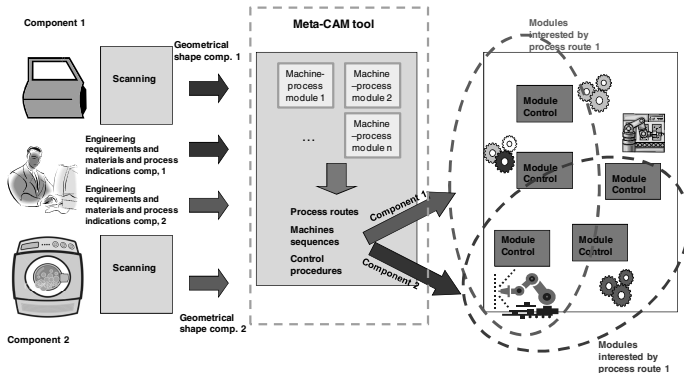 Component 1
Scanning
Geometrical
shape comp. 1
Engineering
requirements and
materials and process
indications comp, 1
Engineering
requirements and
materials and process
indications comp, 2
Scanning
Geometrical
shape comp. 2
Component 2
Meta-CAM tool
Machine-
process
module 1
Machine
–process
module 2
...
Machine
–process
module n
Process routes
Machines
sequences
Control
procedures
Component 1
Component 2
Modules
interested by
process route 1
Module
Control
Module
Control
Module
Control
Module
Control
Module
Control
Modules
interested by
process route 1